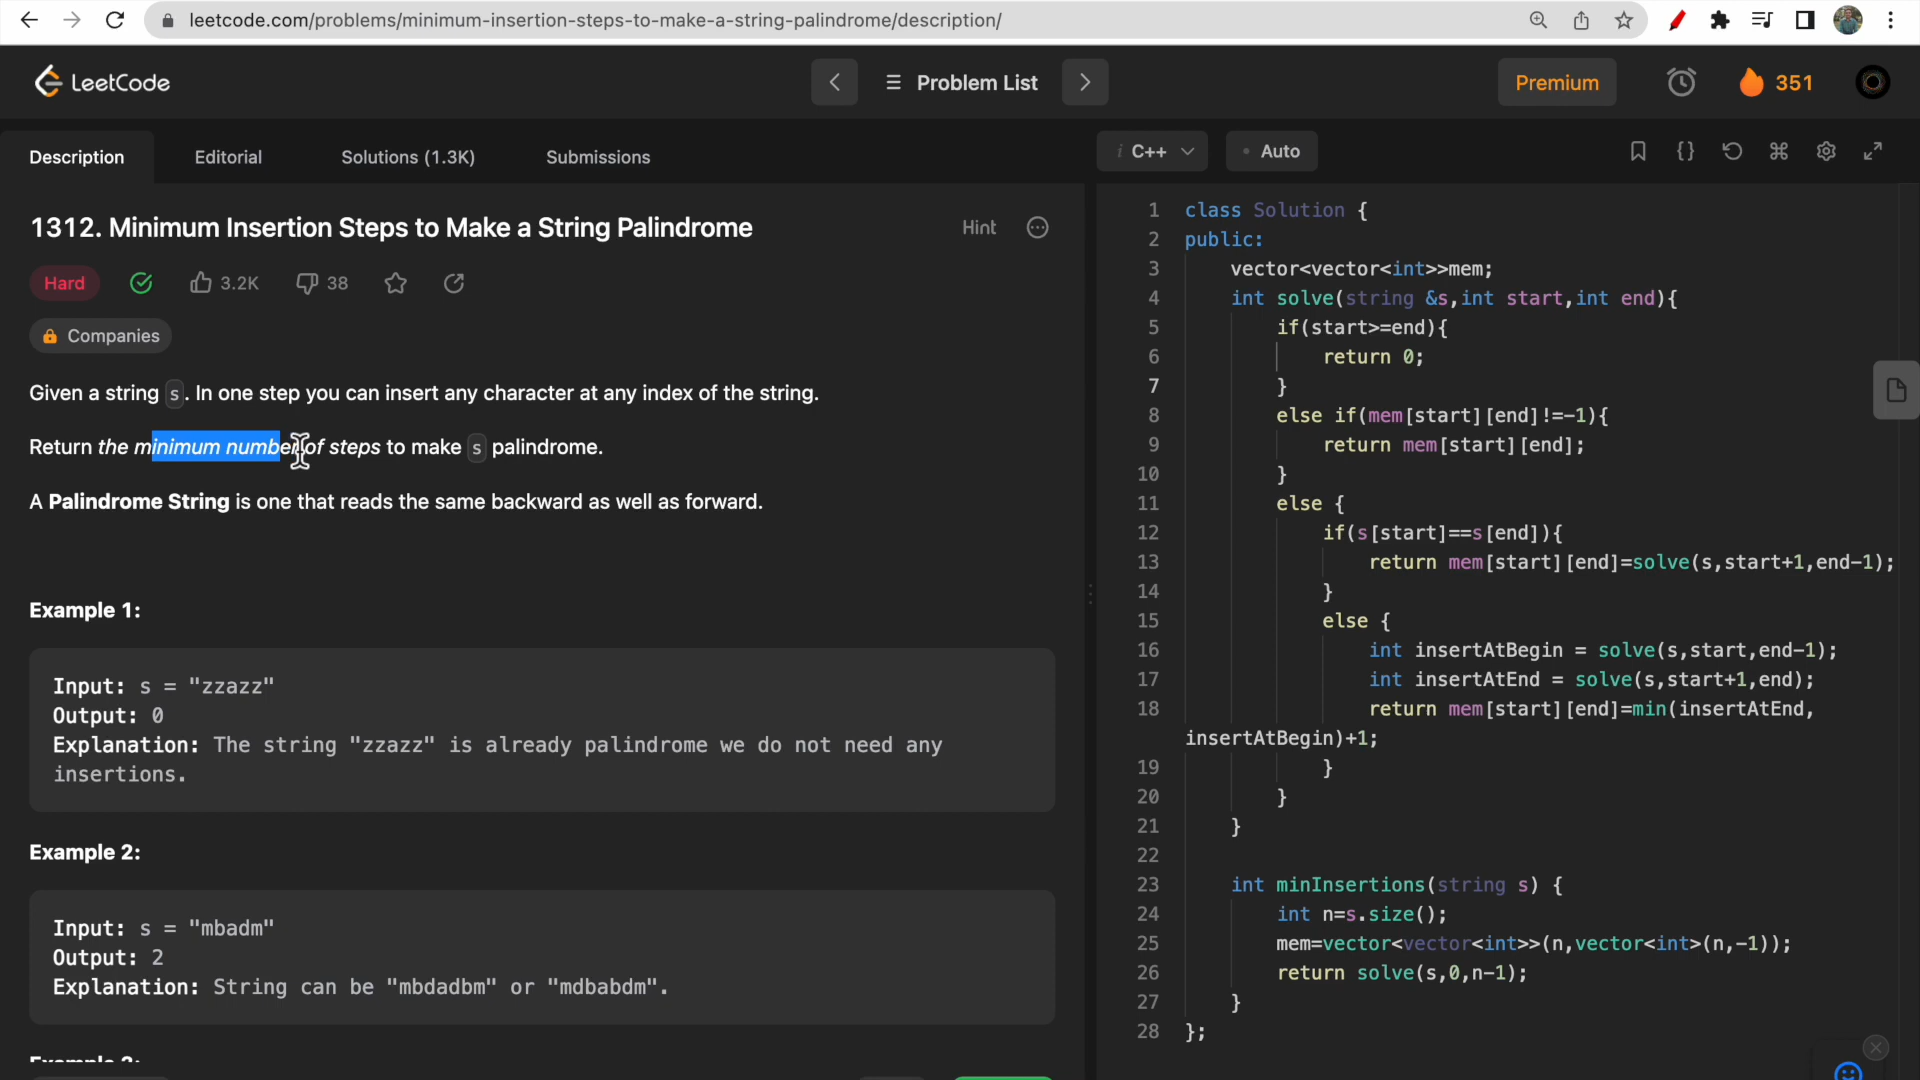 leetcode.com/problems/minimum-insertion-steps-to-make-a-string-palindrome/description/
LeetCode
Problem List
Premium
351
Description
Editorial
Solutions (1.3K)
Submissions
i C++
Auto
1312. Minimum Insertion Steps to Make a String Palindrome
Hint
Hard
3.2K
38
Companies
Given a string s. In one step you can insert any character at any index of the string.
Return the minimum number of steps to make s palindrome.
A Palindrome String is one that reads the same backward as well as forward.
Example 1:
Input: s = "zzazz"
Output: 0
Explanation: The string "zzazz" is already palindrome we do not need any
insertions.
Example 2:
Input: s = "mbadm"
Output: 2
Explanation: String can be "mbdadbm" or "mdbabdm".
1 class Solution {
2 public:
3 vector<vector<int>>mem;
4 int solve(string &s,int start,int end){
5 if(start>=end){
6 return 0;
7 }
8 else if(mem[start][end]!=-1){
9 return mem[start][end];
10 }
11 else {
12 if(s[start]==s[end]){
13 return mem[start][end]=solve(s,start+1,end-1);
14 }
15 else {
16 int insertAtBegin = solve(s,start,end-1);
17 int insertAtEnd = solve(s,start+1,end);
18 return mem[start][end]=min(insertAtEnd,
insertAtBegin)+1;
19 }
20 }
21 }
22
23 int minInsertions(string s) {
24 int n=s.size();
25 mem=vector<vector<int>>(n,vector<int>(n,-1));
26 return solve(s,0,n-1);
27 }
28 };